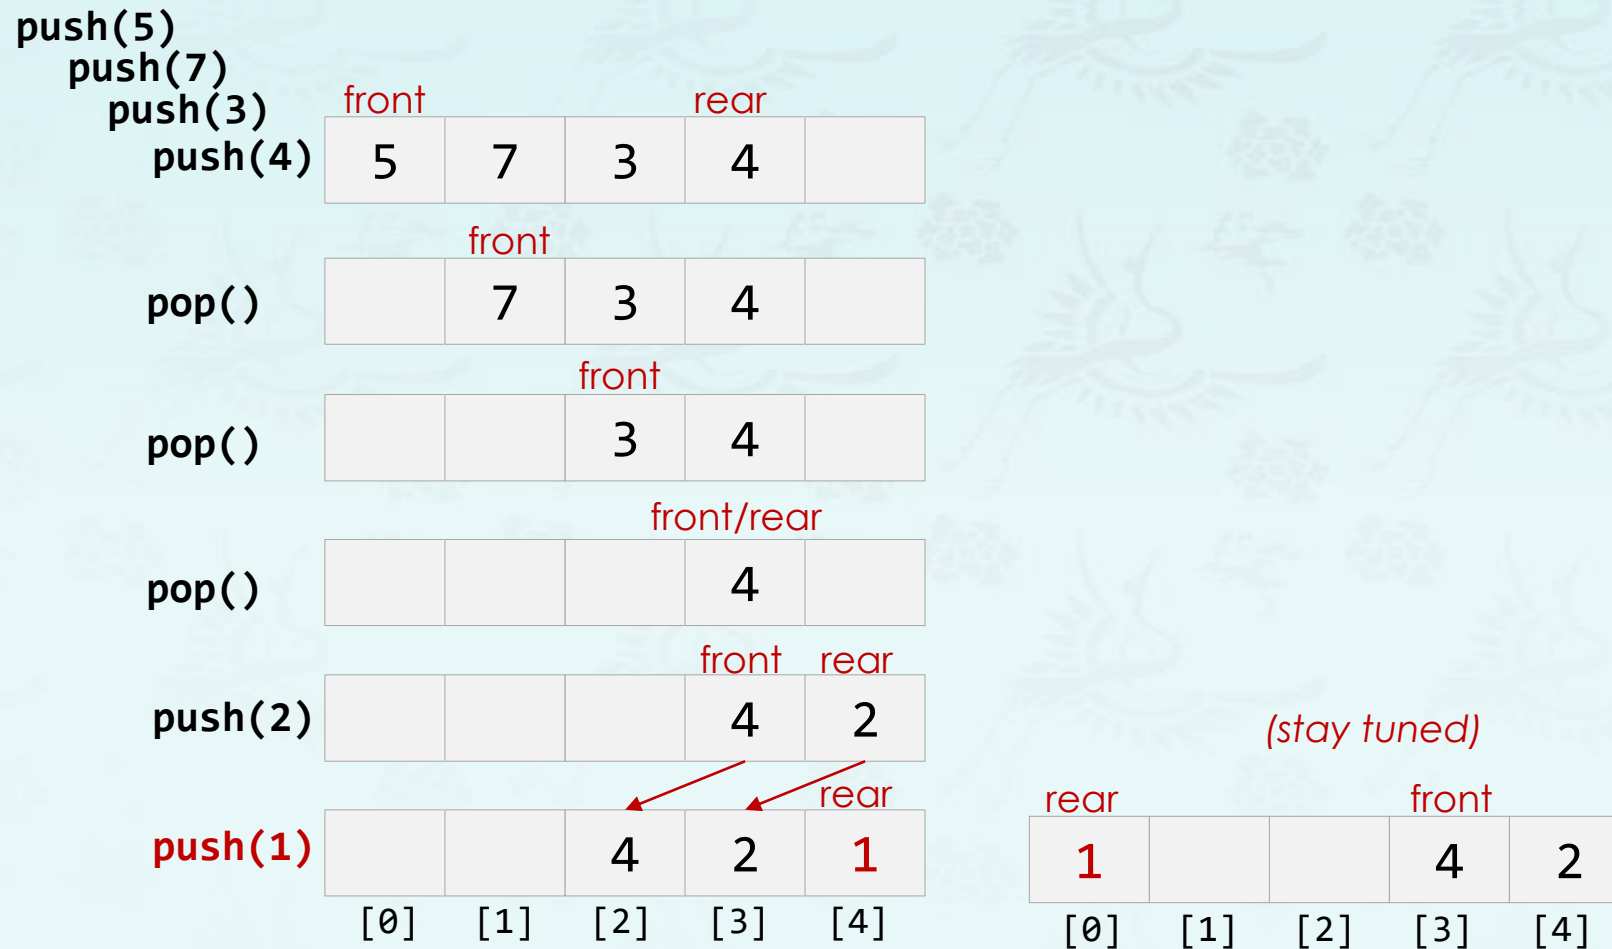 push(5)
push(7)
push(3)
front rear
push(4) 5 7 3 4
front
pop() 7 3 4
front
pop() 3 4
front/rear
pop() 4
front rear
push(2) 4 2
rear
push(1) 4 2 1
[0] [1] [2] [3] [4]
(stay tuned)
rear front
1 4 2
[0] [1] [2] [3] [4]